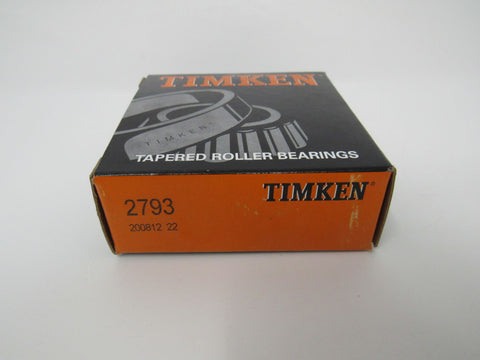 TIMKEN®
TIMKEN
TAPERED ROLLER BEARINGS
TIMKEN®
2793
200812 22